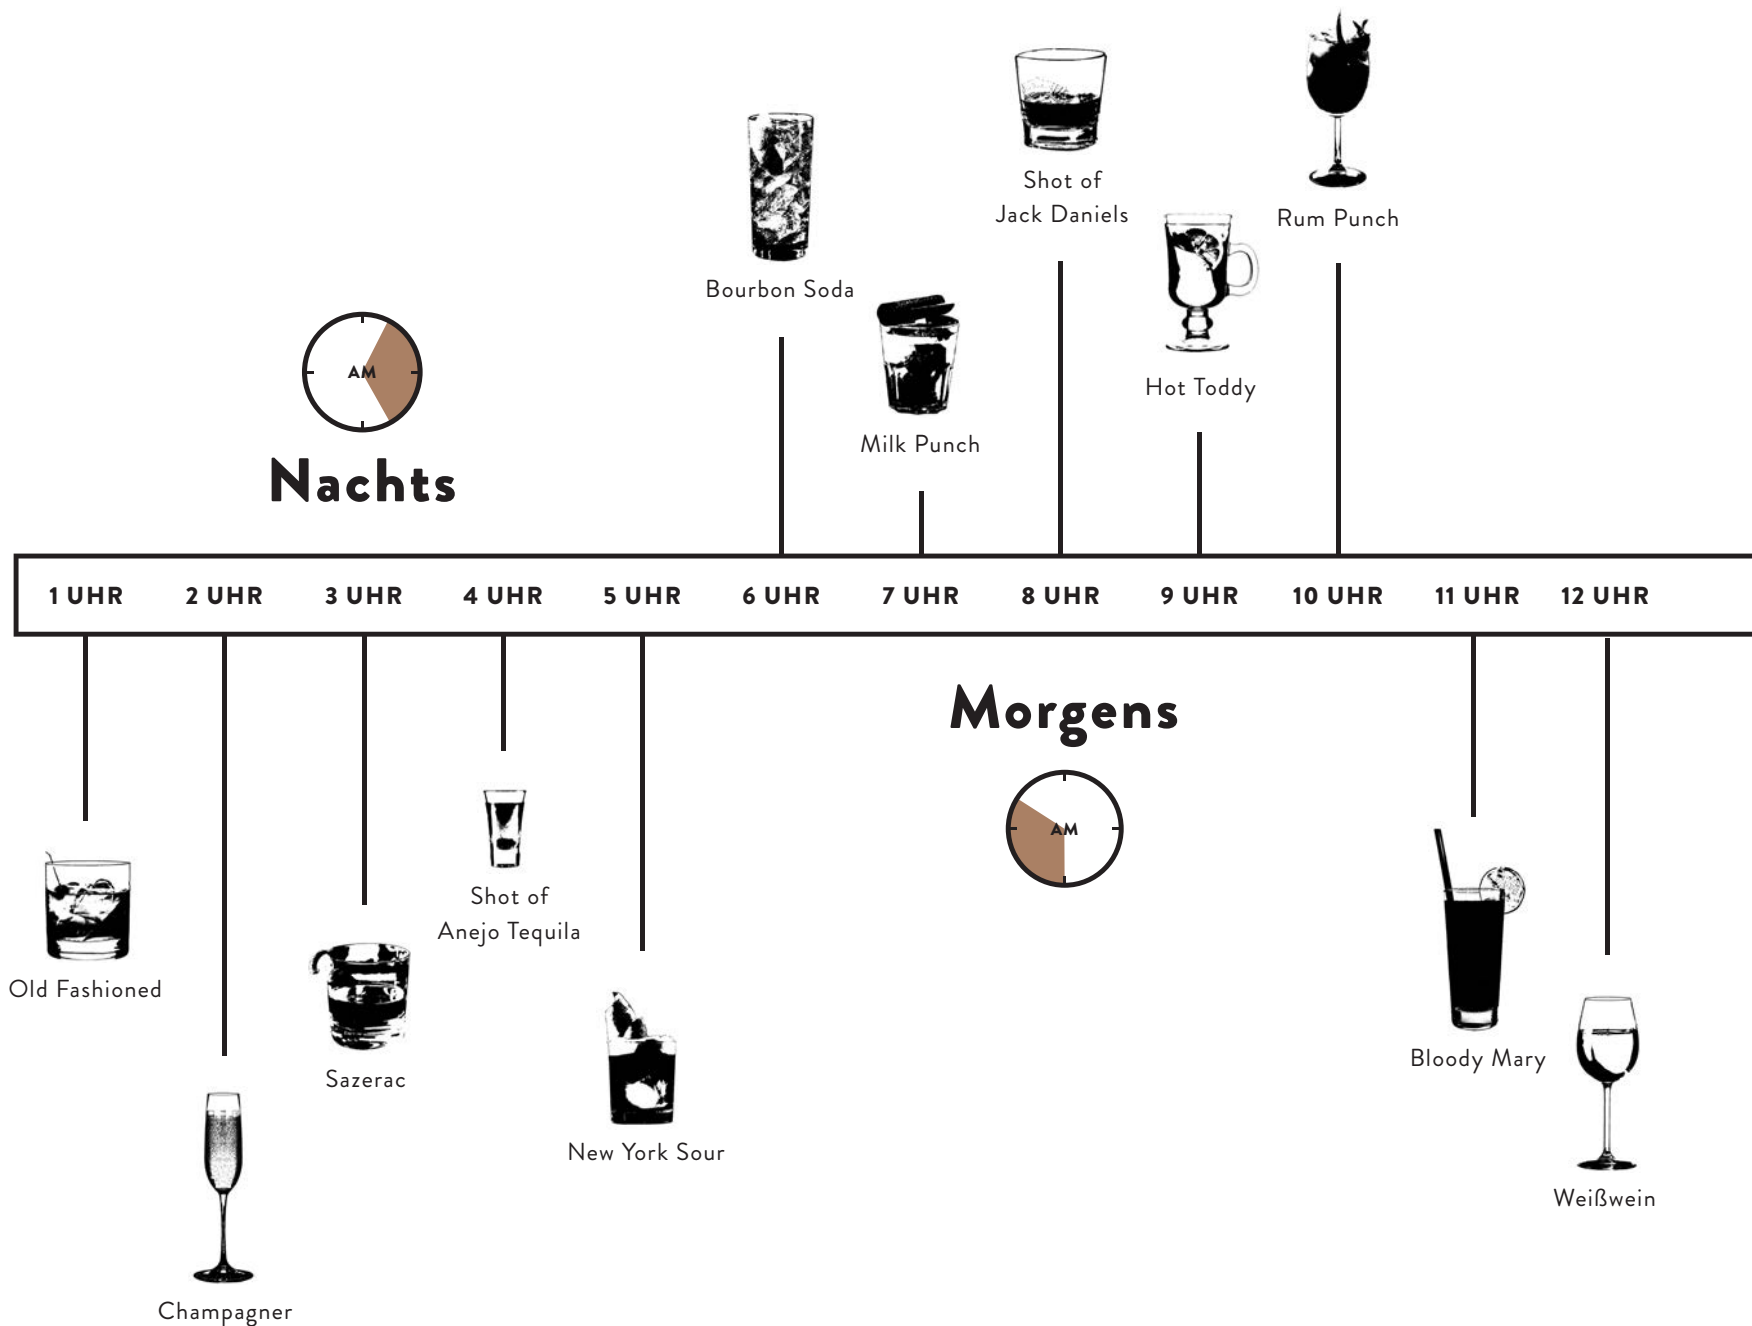 Shot of
Jack Daniels
Rum Punch
Bourbon Soda
Hot Toddy
Milk Punch
AM
Nachts
1 UHR 2 UHR 3 UHR 4 UHR 5 UHR 6 UHR 7 UHR 8 UHR 9 UHR 10 UHR 11 UHR 12 UHR
Morgens
AM
Shot of
Anejo Tequila
Old Fashioned
Sazerac
New York Sour
Bloody Mary
Weißwein
Champagner